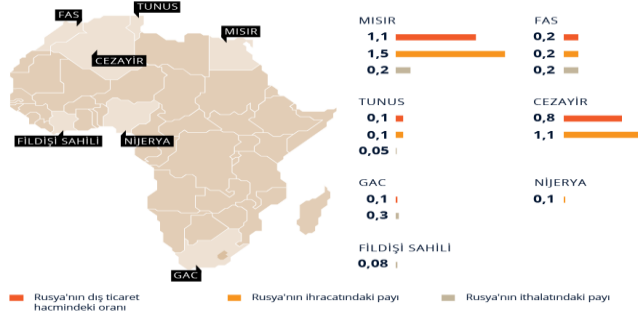 FAS
TUNUS
MISIR
CEZAYİR
FİLDİŞİ SAHİLİ
NİJERYA
GAC
MISIR
1,1
1,5
0,2
FAS
0,2
0,2
0,2
TUNUS
0,1
0,1
0,05
CEZAYİR
0,8
1,1
GAC
0,1
0,3
NİJERYA
0,1
FİLDİŞİ SAHİLİ
0,08
Rusya'nın dış ticaret
hacmindeki oranı
Rusya'nın ihracatındaki payı
Rusya'nın ithalatındaki payı